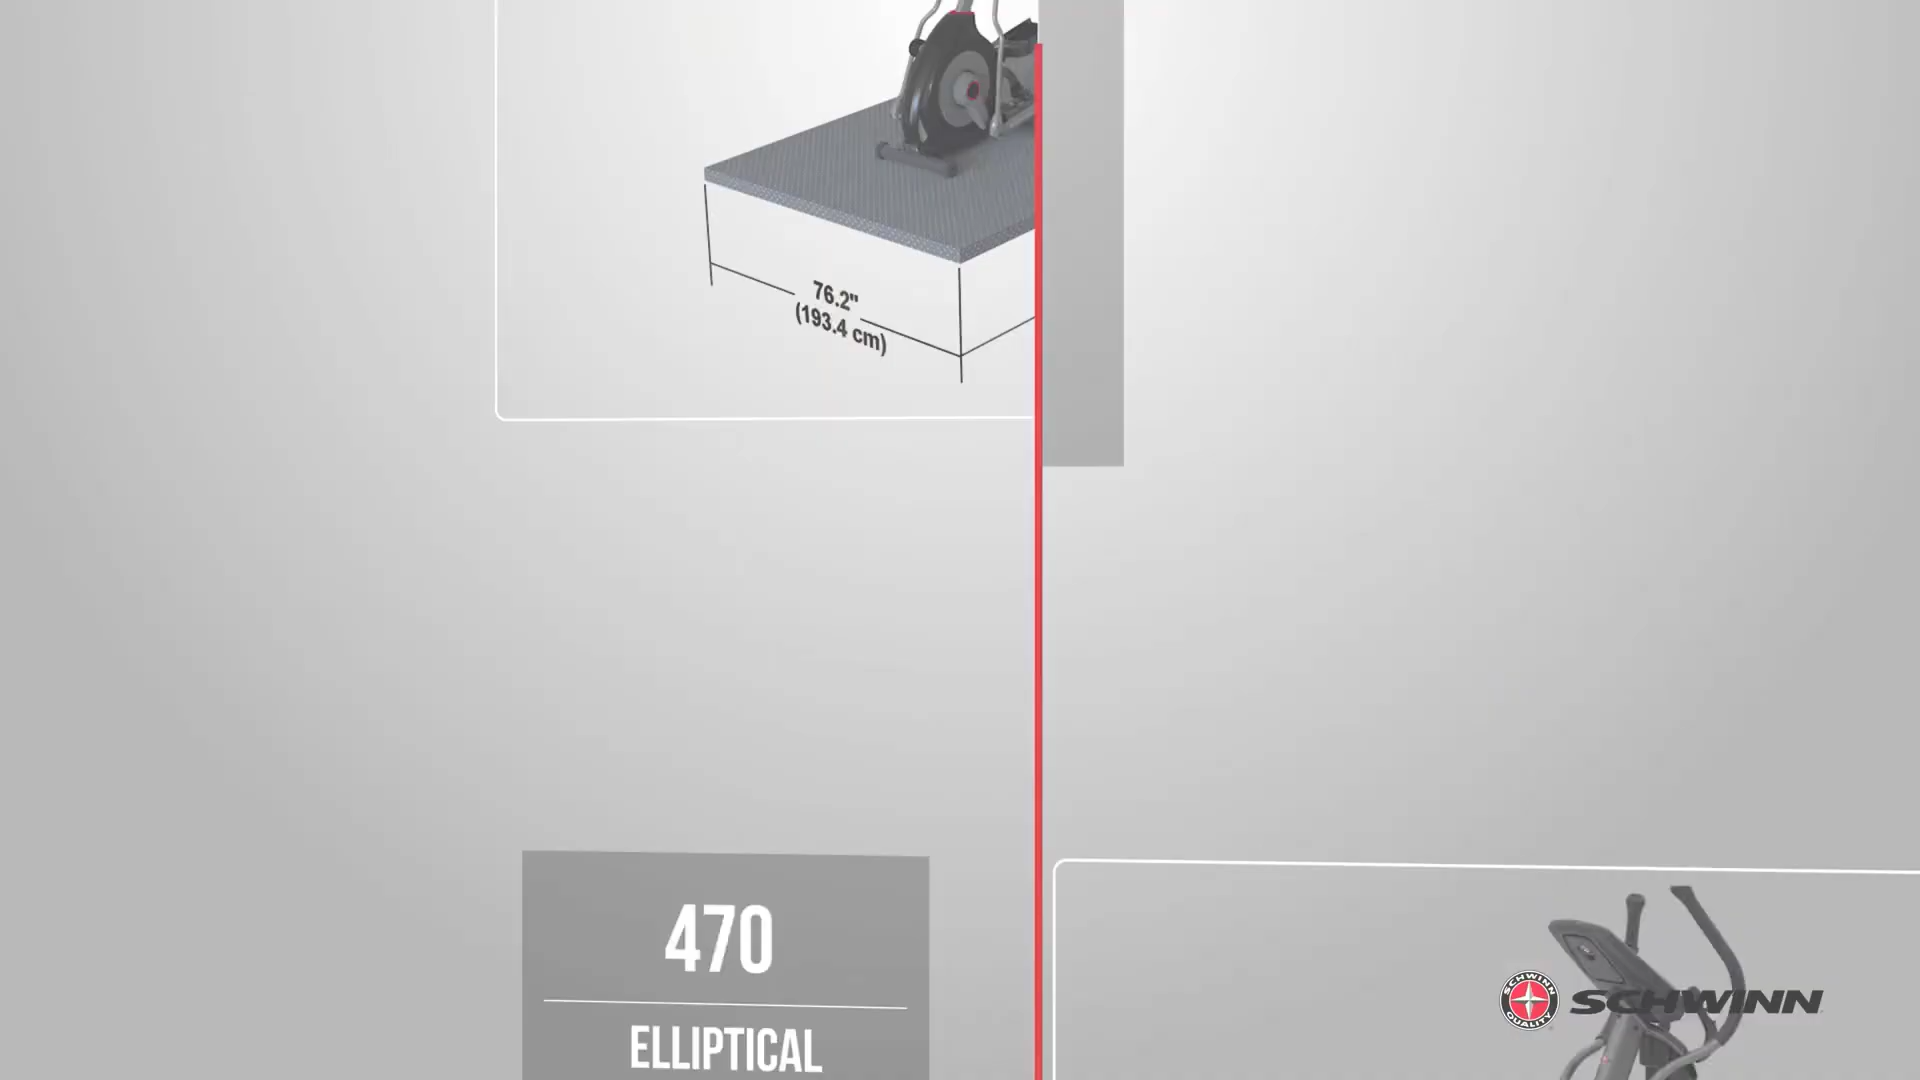 76.2"
(193.4 cm)
470
ELLIPTICAL
SCHWINN
QUALITY
SCHWINN